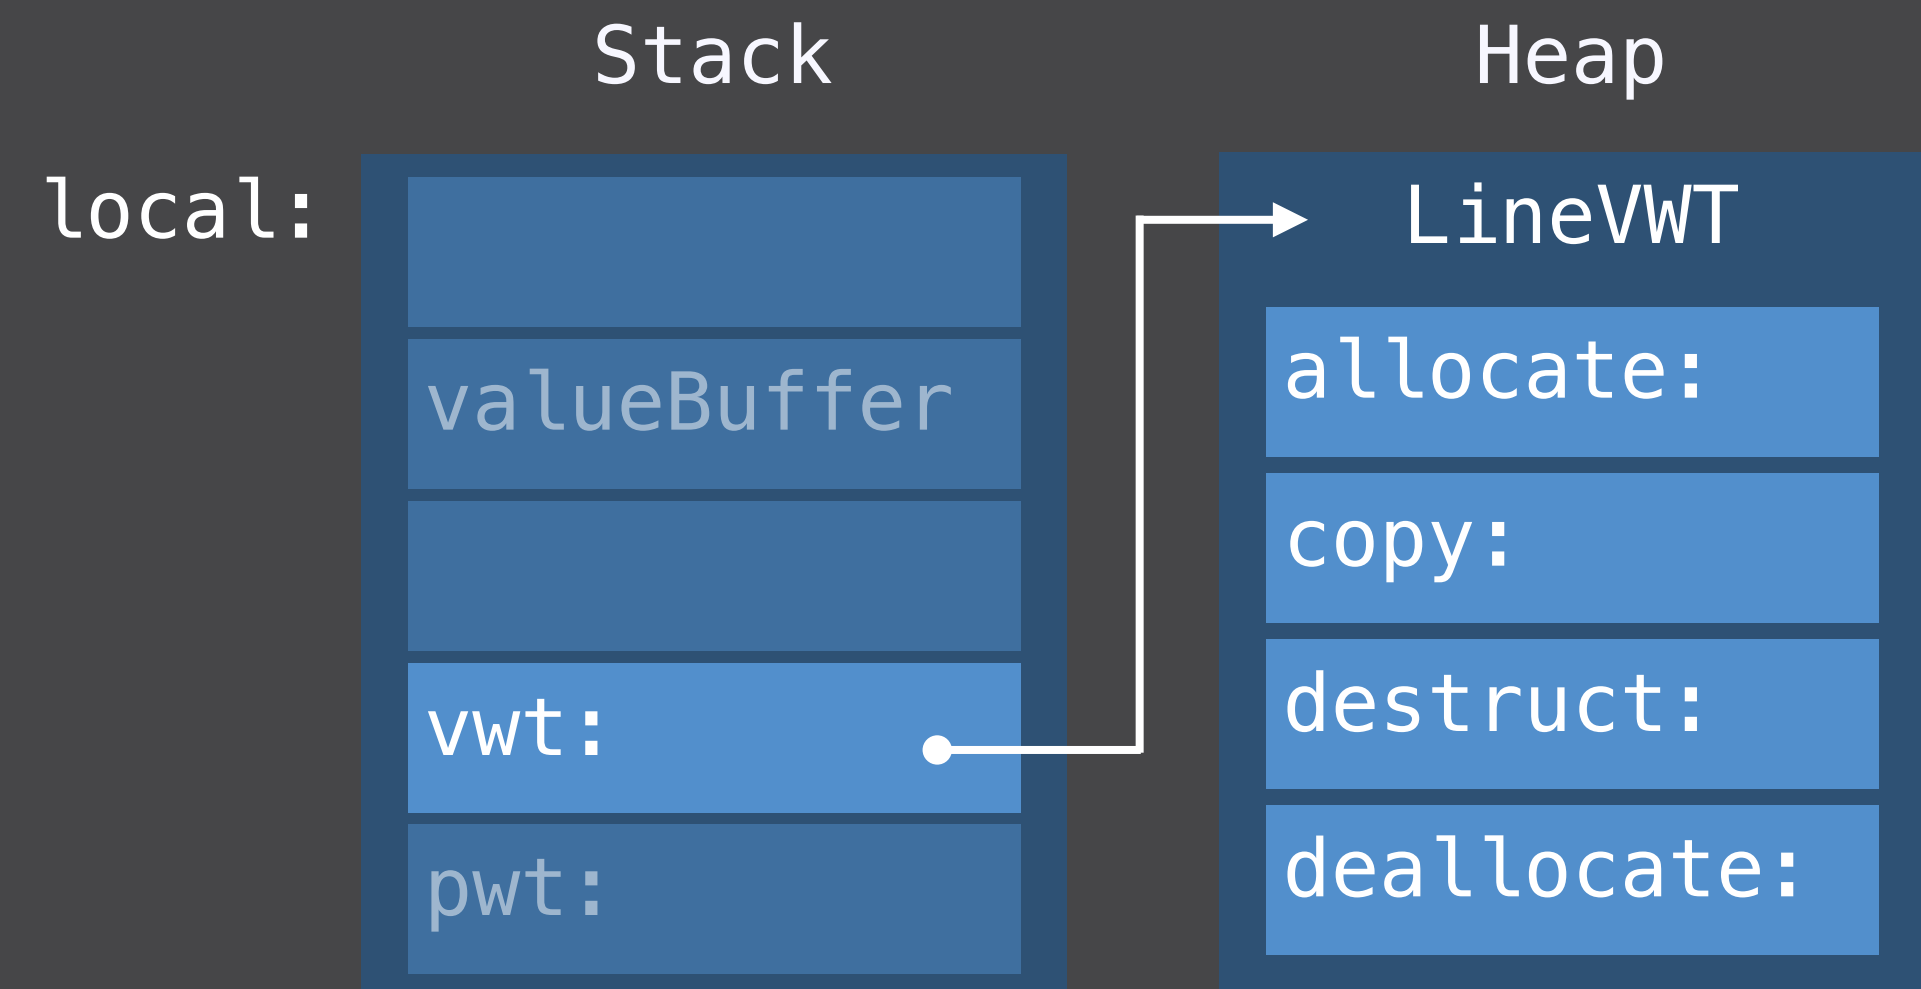 Stack
Heap
local:
valueBuffer
vwt:
pwt:
LineVWT
allocate:
copy:
destruct:
deallocate: